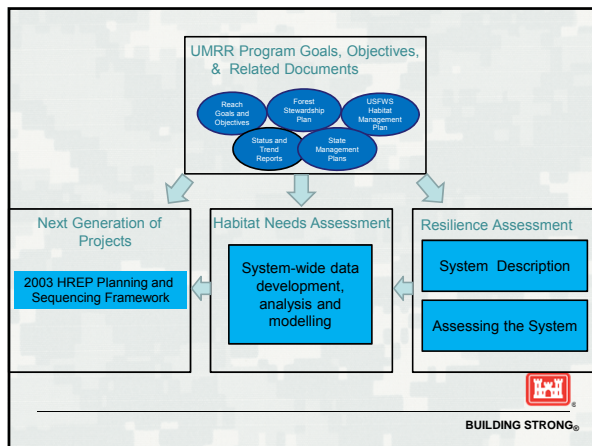 UMRR Program Goals, Objectives,
& Related Documents
Reach
Goals and
Objectives
Forest
Stewardship
Plan
USFWS
Habitat
Management
Plan
Status and
Trend
Reports
State
Management
Plans
Next Generation of
Projects
2003 HREP Planning and
Sequencing Framework
Habitat Needs Assessment
System-wide data
development,
analysis and
modelling
Resilience Assessment
System Description
Assessing the System
®
BUILDING STRONG®